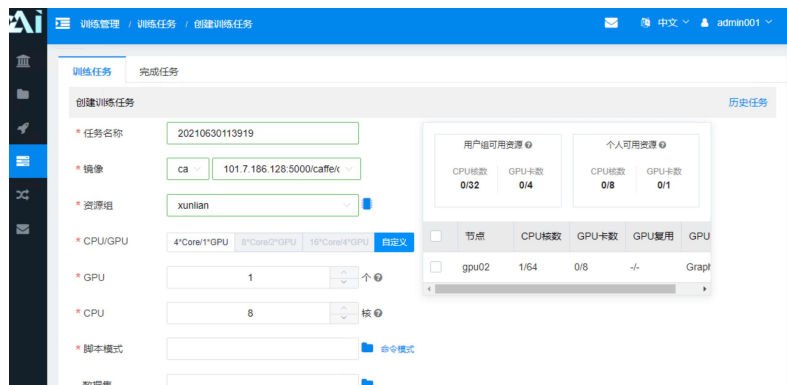 Ai 训练管理 / 训练任务 / 创建训练任务 中文 admin001
训练任务 完成任务
创建训练任务 历史任务
* 任务名称 20210630113919
* 镜像 ca 101.7.186.128:5000/caffe/c
* 资源组 xunlian
* CPU/GPU 4*Core/1*GPU 8*Core/2*GPU 16*Core/4*GPU 自定义
* GPU 1 个
* CPU 8 核
* 脚本模式 命令模式
数据集
用户组可用资源 个人可用资源
CPU核数 GPU卡数 CPU核数 GPU卡数
0/32 0/4 0/8 0/1
节点 CPU核数 GPU卡数 GPU复用 GPU
gpu02 1/64 0/8 -/- Graph